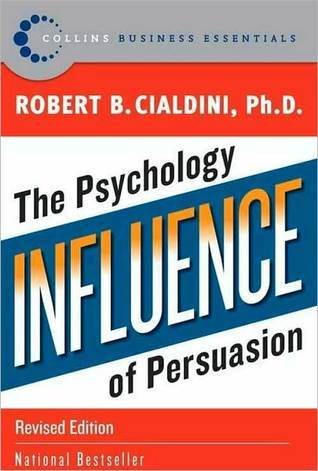 COLLINS BUSINESS ESSENTIALS
ROBERT B. CIALDINI, Ph.D.
The Psychology
INFLUENCE
of Persuasion
Revised Edition
National Bestseller